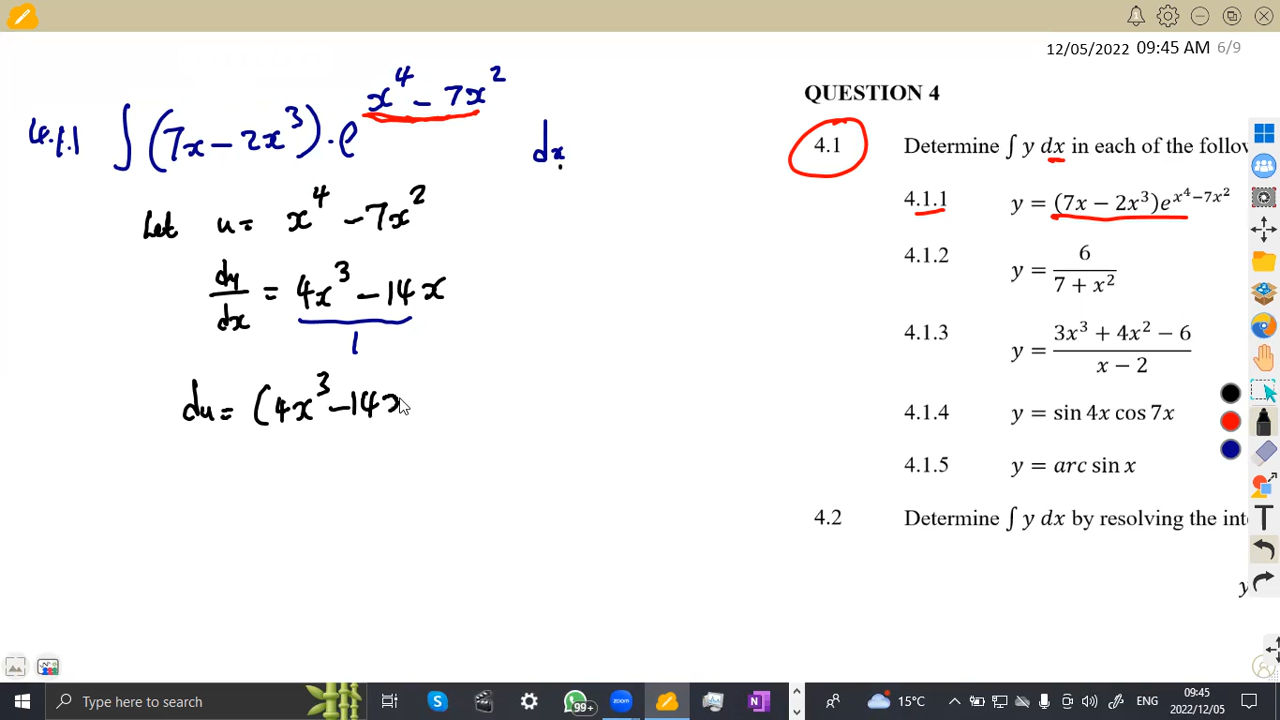 12/05/2022 09:45 AM 6/9
4.1.1 ∫(7x - 2x³)·e^{x⁴ - 7x²} dx
Let u = x⁴ - 7x²
dy/dx = 4x³ - 14x
1
du = (4x³ - 14x
QUESTION 4
4.1 Determine ∫ y dx in each of the follov
4.1.1 y = (7x − 2x³)e^{x⁴−7x²}
4.1.2 y = 6/(7 + x²)
4.1.3 y = (3x³ + 4x² − 6)/(x − 2)
4.1.4 y = sin 4x cos 7x
4.1.5 y = arc sin x
4.2 Determine ∫ y dx by resolving the inte
y
T
Type here to search
99+
15°C
ENG
09:45
2022/12/05